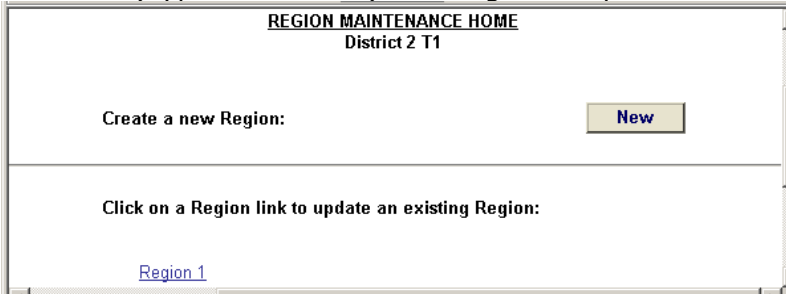 REGION MAINTENANCE HOME
District 2 T1
Create a new Region: New
Click on a Region link to update an existing Region:
Region 1